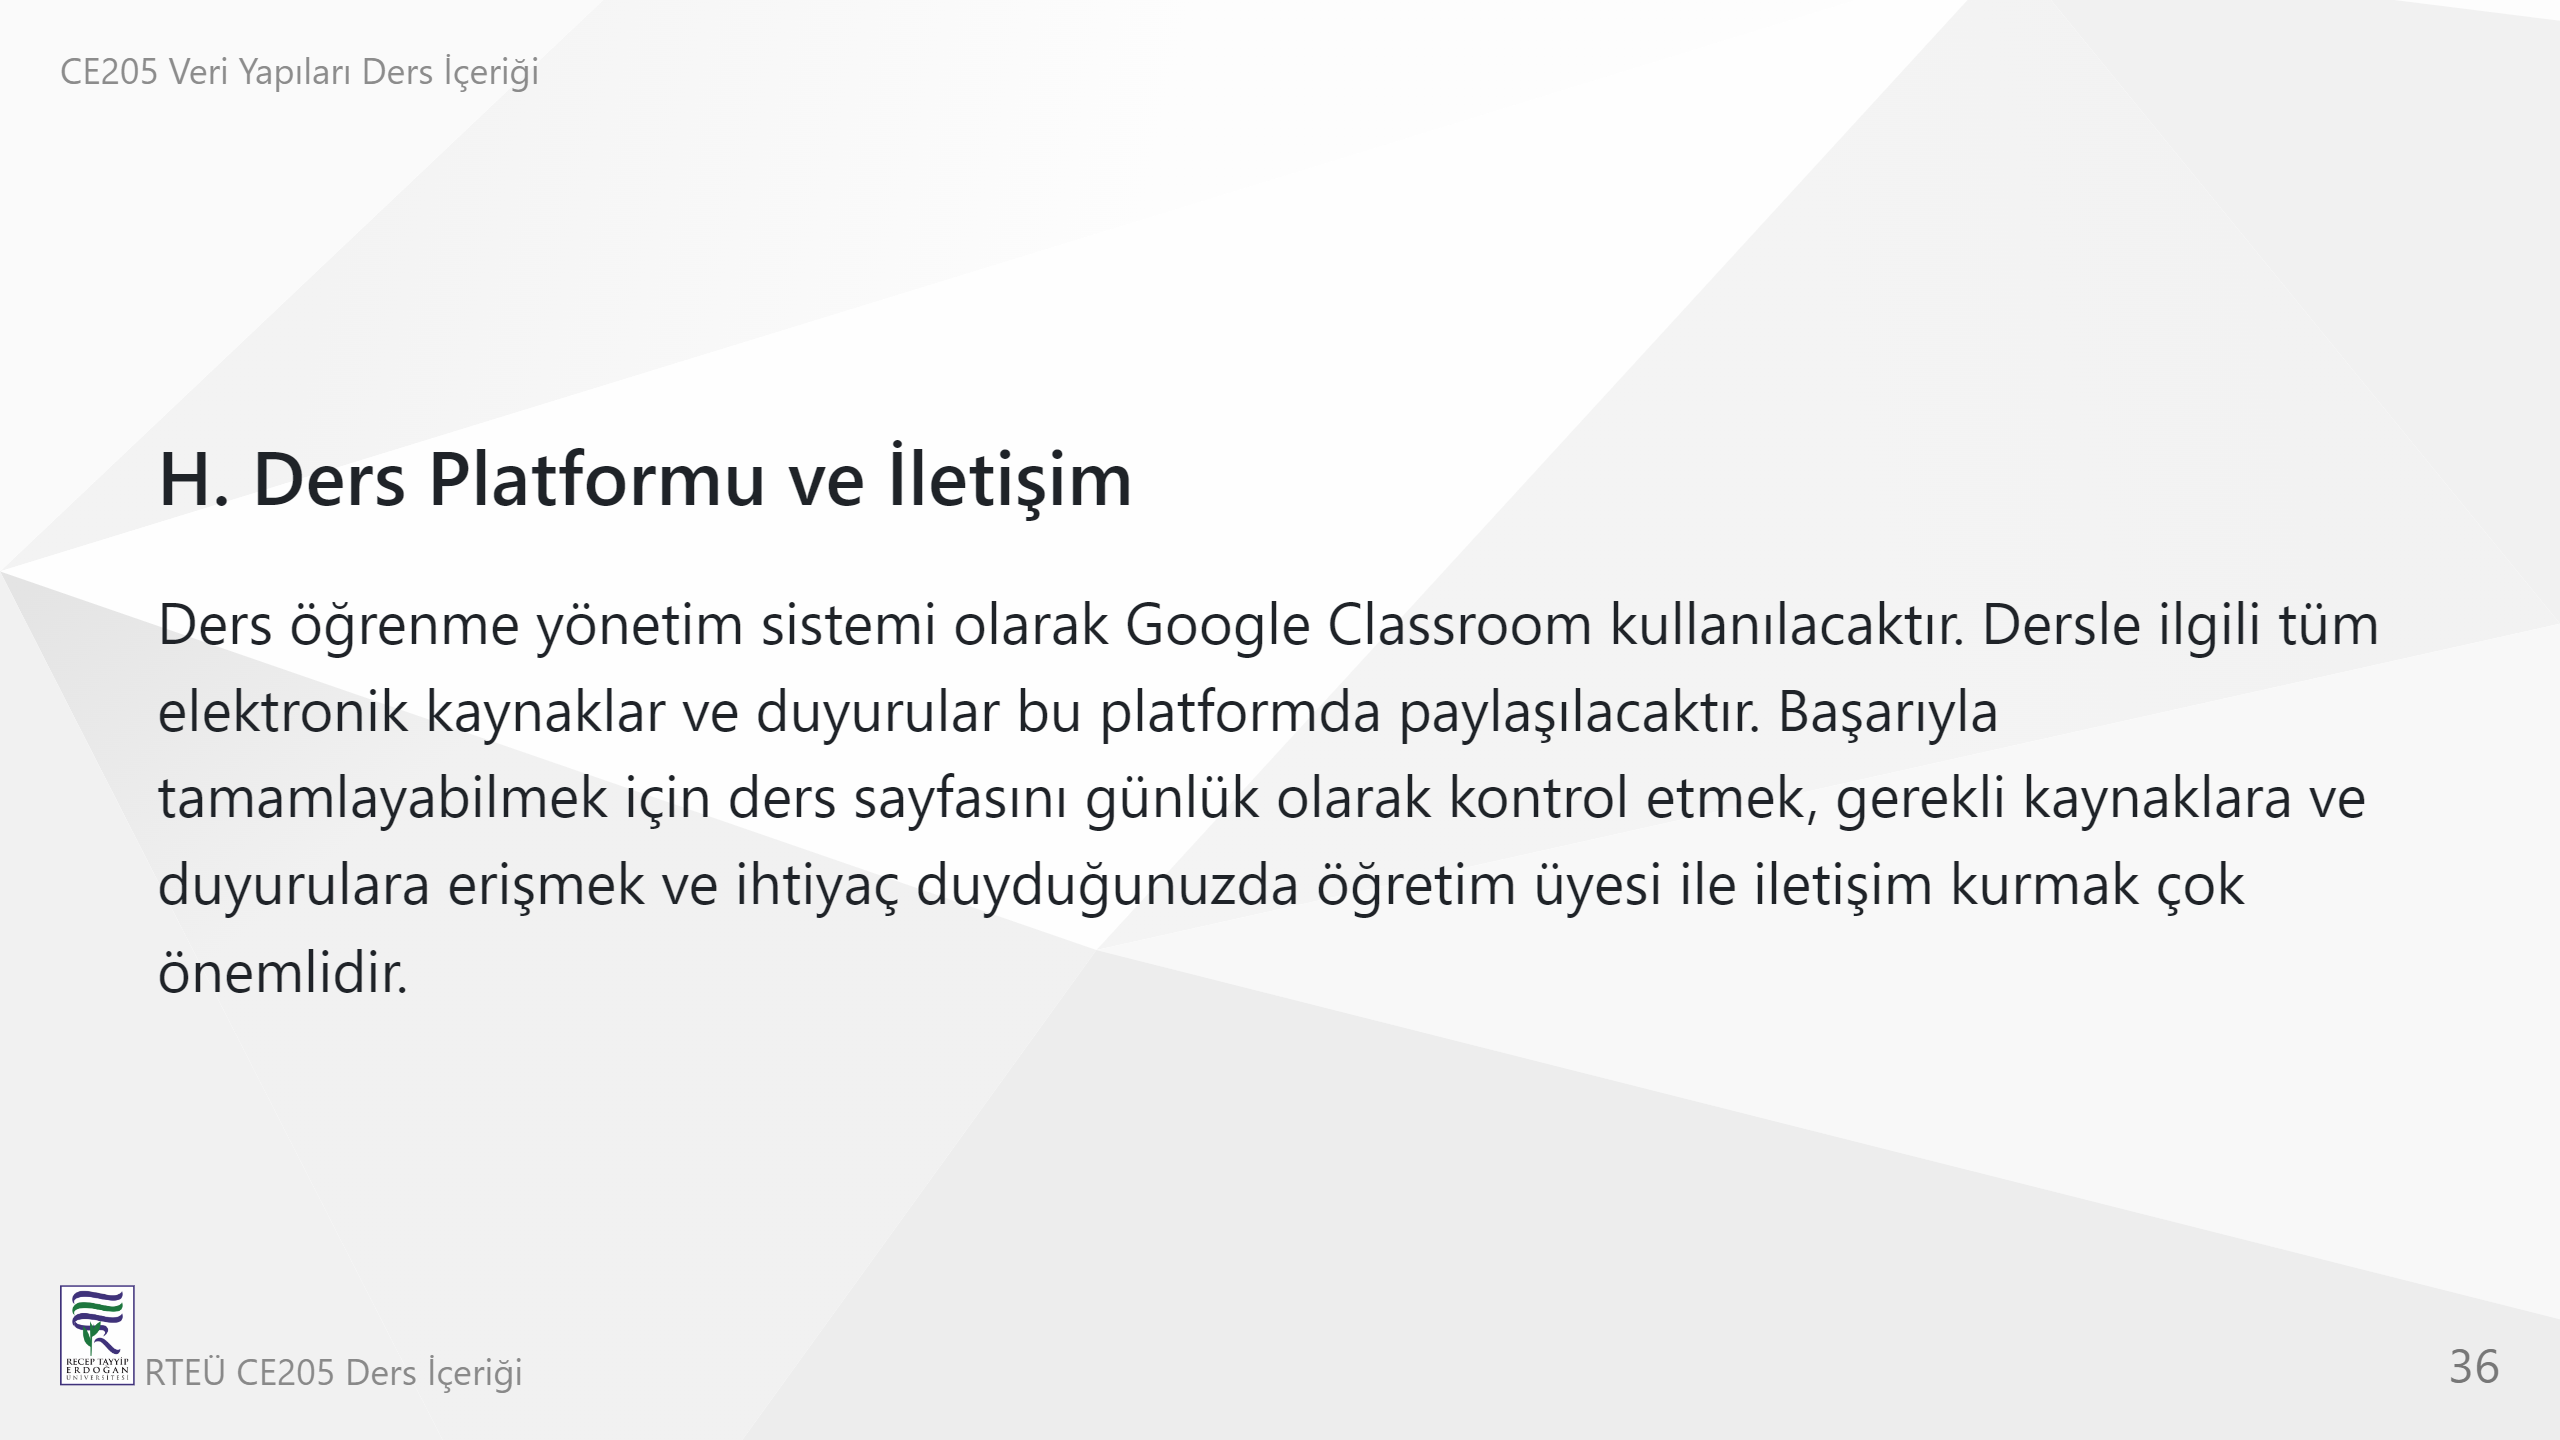 CE205 Veri Yapıları Ders İçeriği
H. Ders Platformu ve İletişim
Ders öğrenme yönetim sistemi olarak Google Classroom kullanılacaktır. Dersle ilgili tüm
elektronik kaynaklar ve duyurular bu platformda paylaşılacaktır. Başarıyla
tamamlayabilmek için ders sayfasını günlük olarak kontrol etmek, gerekli kaynaklara ve
duyurulara erişmek ve ihtiyaç duyduğunuzda öğretim üyesi ile iletişim kurmak çok
önemlidir.
RECEP TAYYİP
ERDOĞAN
ÜNİVERSİTESİ
RTEÜ CE205 Ders İçeriği
36